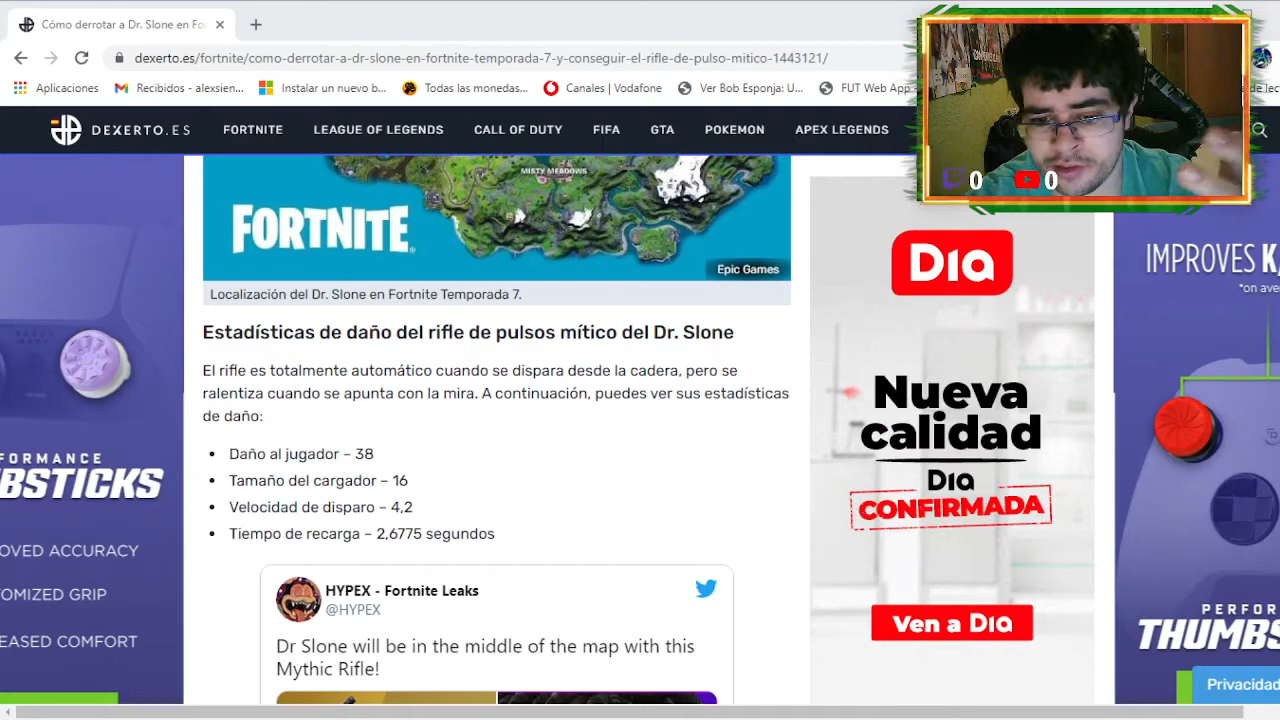 Cómo derrotar a Dr. Slone en Fo
dexerto.es/fortnite/como-derrotar-a-dr-slone-en-fortnite-temporada-7-y-conseguir-el-rifle-de-pulso-mitico-1443121/
Aplicaciones
Recibidos - alexsien...
Instalar un nuevo b...
Todas las monedas...
Canales | Vodafone
Ver Bob Esponja: U...
FUT Web App
DEXERTO.ES
FORTNITE
LEAGUE OF LEGENDS
CALL OF DUTY
FIFA
GTA
POKEMON
APEX LEGENDS
0
0
MISTY MEADOWS
FORTNITE
Epic Games
Localización del Dr. Slone en Fortnite Temporada 7.
Estadísticas de daño del rifle de pulsos mítico del Dr. Slone
El rifle es totalmente automático cuando se dispara desde la cadera, pero se
ralentiza cuando se apunta con la mira. A continuación, puedes ver sus estadísticas
de daño:
Daño al jugador – 38
Tamaño del cargador – 16
Velocidad de disparo – 4,2
Tiempo de recarga – 2,6775 segundos
HYPEX - Fortnite Leaks
@HYPEX
Dr Slone will be in the middle of the map with this
Mythic Rifle!
FORMANCE
MBSTICKS
OVED ACCURACY
TOMIZED GRIP
EASED COMFORT
Dia
Nueva
calidad
Dia
CONFIRMADA
Ven a Dia
IMPROVES K
*on ave
PERFOR
THUMBS
Privacidad